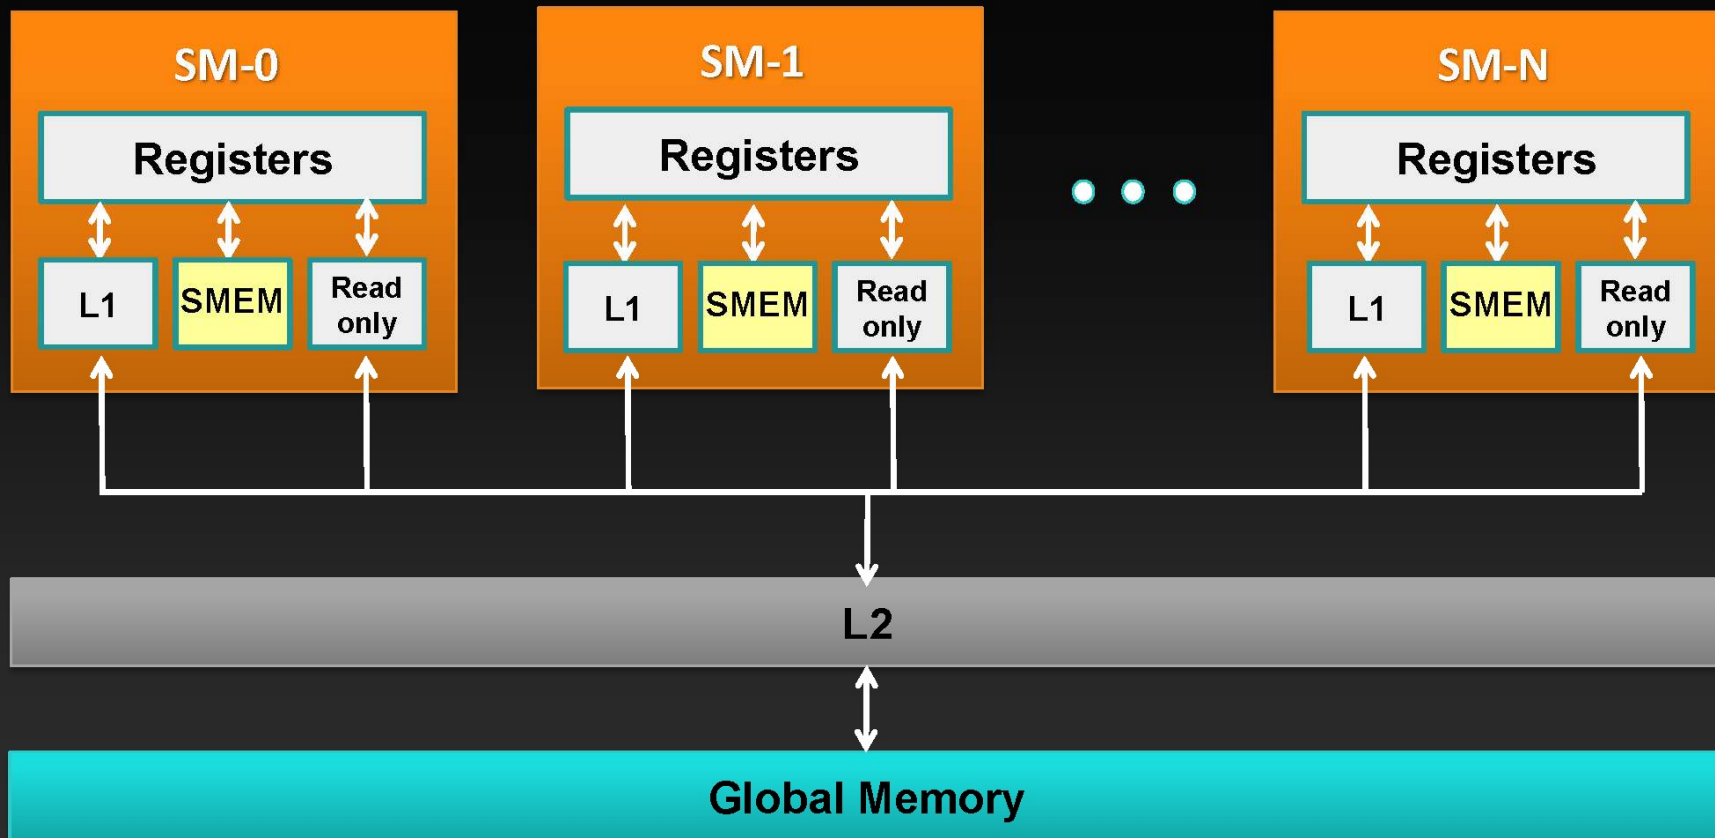 SM-0
SM-1
SM-N
Registers
Registers
Registers
L1
SMEM
Read
only
L1
SMEM
Read
only
L1
SMEM
Read
only
L2
Global Memory